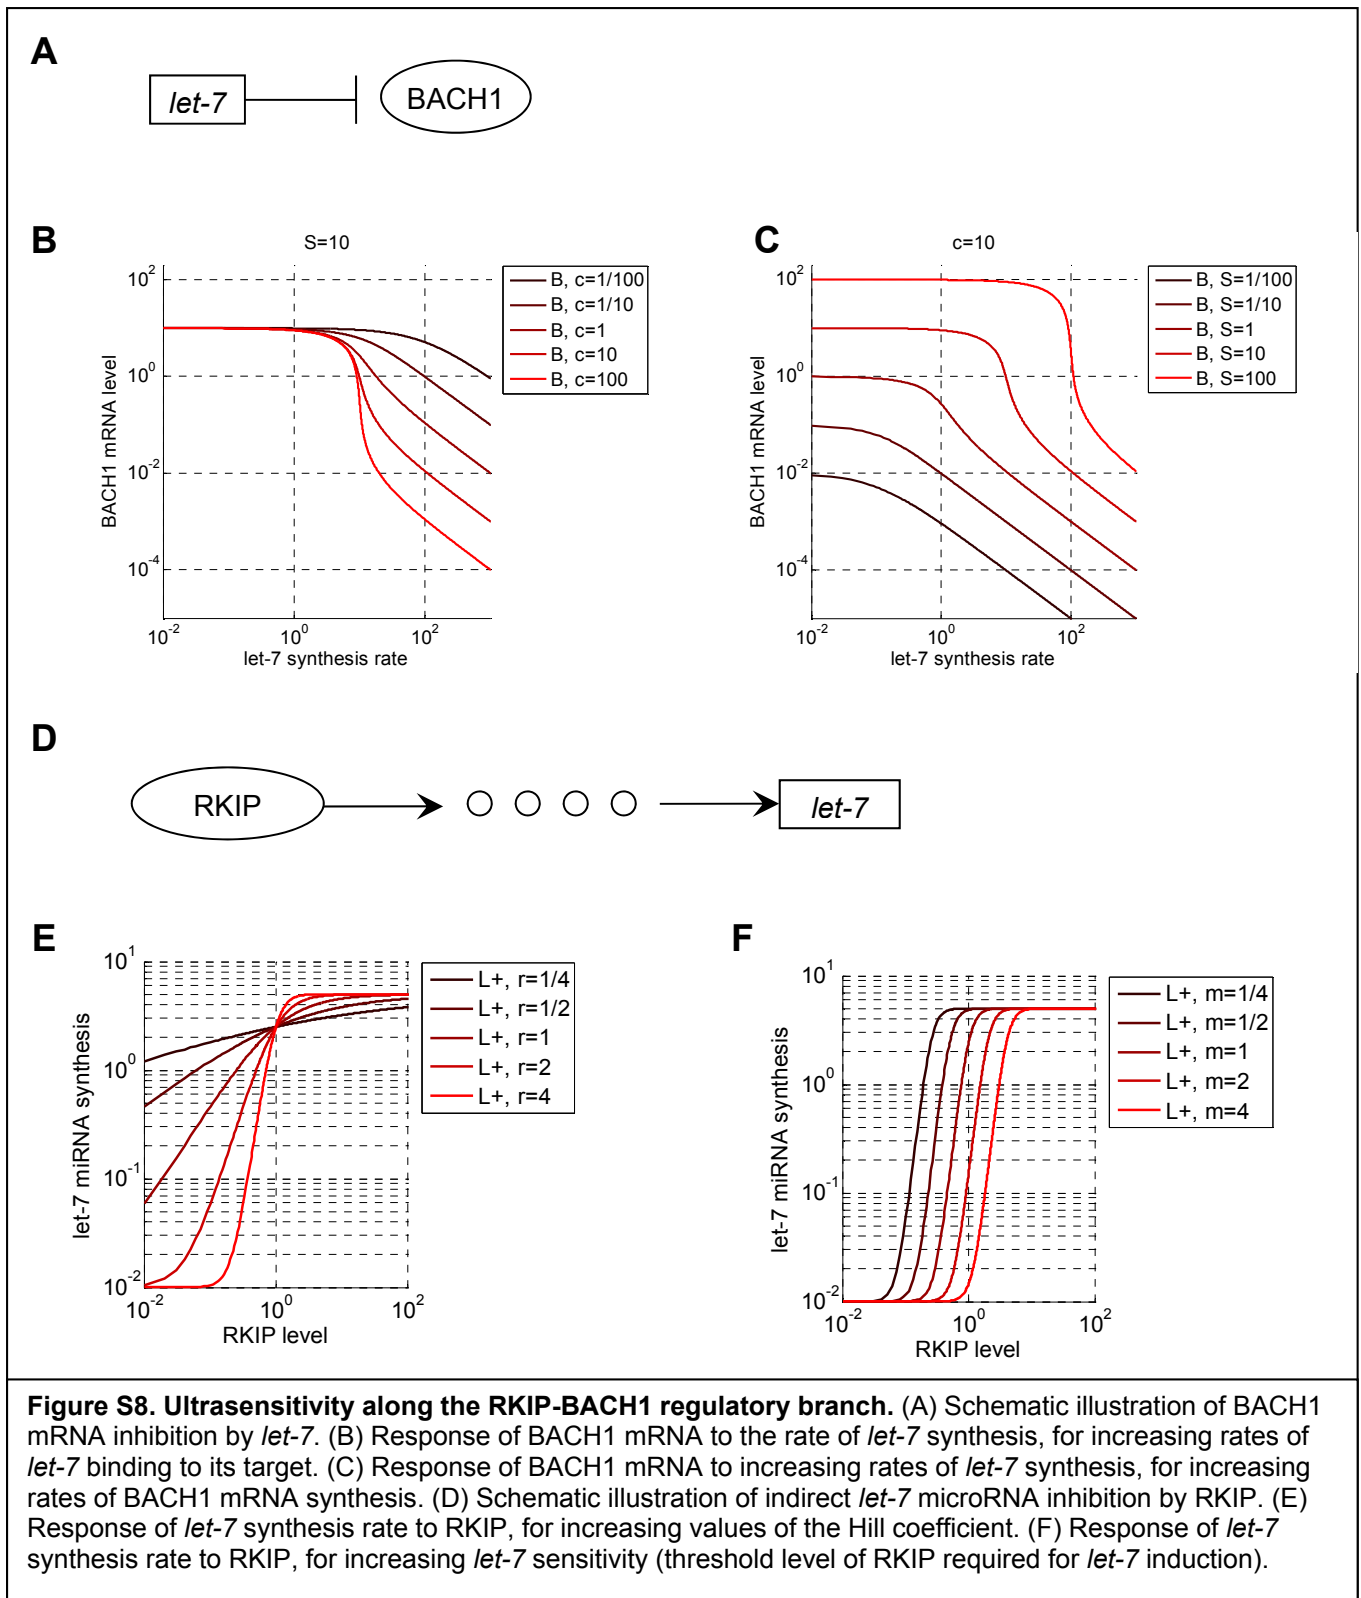 A
let-7
BACH1
B
S=10
10^2
10^0
10^-2
10^-4
BACH1 mRNA level
10^-2
10^0
10^2
let-7 synthesis rate
B, c=1/100
B, c=1/10
B, c=1
B, c=10
B, c=100
C
c=10
10^2
10^0
10^-2
10^-4
BACH1 mRNA level
10^-2
10^0
10^2
let-7 synthesis rate
B, S=1/100
B, S=1/10
B, S=1
B, S=10
B, S=100
D
RKIP
let-7
E
10^1
10^0
10^-1
10^-2
let-7 miRNA synthesis
10^-2
10^0
10^2
RKIP level
L+, r=1/4
L+, r=1/2
L+, r=1
L+, r=2
L+, r=4
F
10^1
10^0
10^-1
10^-2
let-7 miRNA synthesis
10^-2
10^0
10^2
RKIP level
L+, m=1/4
L+, m=1/2
L+, m=1
L+, m=2
L+, m=4
Figure S8. Ultrasensitivity along the RKIP-BACH1 regulatory branch. (A) Schematic illustration of BACH1
mRNA inhibition by let-7. (B) Response of BACH1 mRNA to the rate of let-7 synthesis, for increasing rates of
let-7 binding to its target. (C) Response of BACH1 mRNA to increasing rates of let-7 synthesis, for increasing
rates of BACH1 mRNA synthesis. (D) Schematic illustration of indirect let-7 microRNA inhibition by RKIP. (E)
Response of let-7 synthesis rate to RKIP, for increasing values of the Hill coefficient. (F) Response of let-7
synthesis rate to RKIP, for increasing let-7 sensitivity (threshold level of RKIP required for let-7 induction).